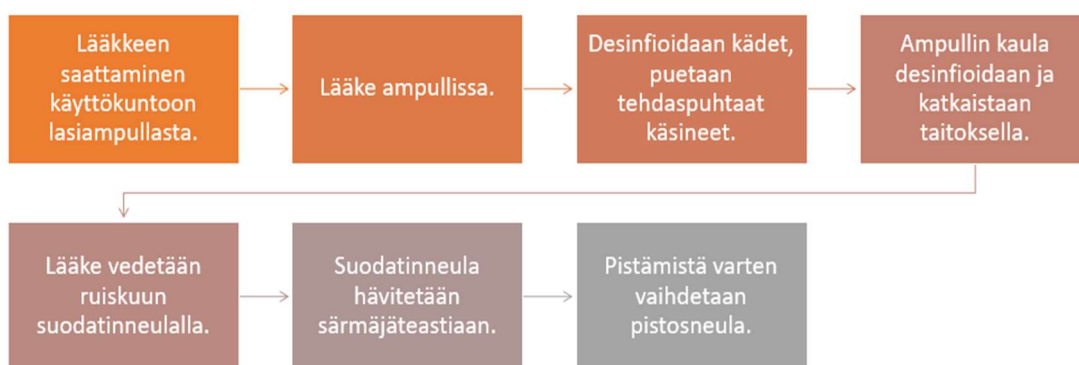 Lääkkeen
saattaminen
käyttökuntoon
lasiampullasta.
Lääke ampullissa.
Desinfioidaan kädet,
puetaan
tehdaspuhtaat
käsineet.
Ampullin kaula
desinfioidaan ja
katkaistaan
taitoksella.
Lääke vedetään
ruiskuun
suodatinneulalla.
Suodatinneula
hävitetään
särmäjäteastiaan.
Pistämistä varten
vaihdetaan
pistosneula.